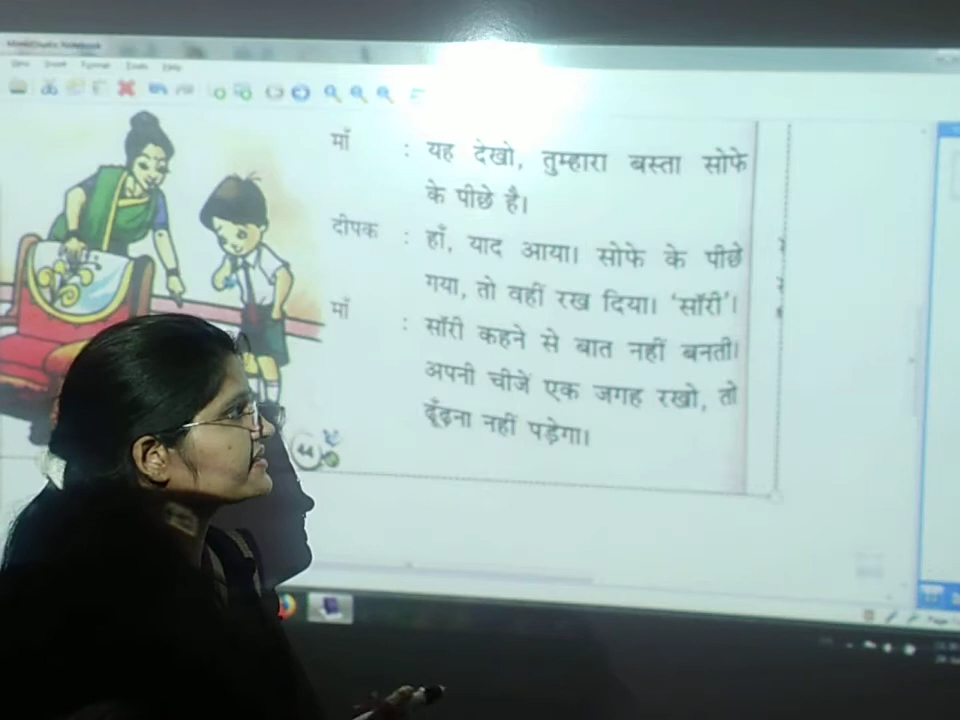 माँ : यह देखो, तुम्हारा बस्ता सोफे
के पीछे है।
दीपक : हाँ, याद आया। सोफे के पीछे
गया, तो वहीं रख दिया। 'सॉरी'।
माँ : सॉरी कहने से बात नहीं बनती।
अपनी चीजें एक जगह रखो, तो
ढूँढ़ना नहीं पड़ेगा।
44